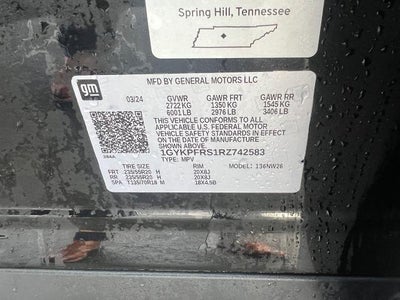 Spring Hill, Tennessee
gm
MFD BY GENERAL MOTORS LLC
03/24 GVWR GAWR FRT GAWR RR
2722 KG 1350 KG 1545 KG
6001 LB 2976 LB 3406 LB
THIS VEHICLE CONFORMS TO ALL
APPLICABLE U.S. FEDERAL MOTOR
VEHICLE SAFETY STANDARDS IN EFFECT ON
THE DATE OF MANUFACTURE SHOWN ABOVE.
1GYKPFRS1RZ742583
TYPE: MPV MODEL: 136NW26
TIRE SIZE RIM
FRT 235/55R20 H 20X8J
RR 235/55R20 H 20X8J
SPA T135/70R18 M 18X4.5B